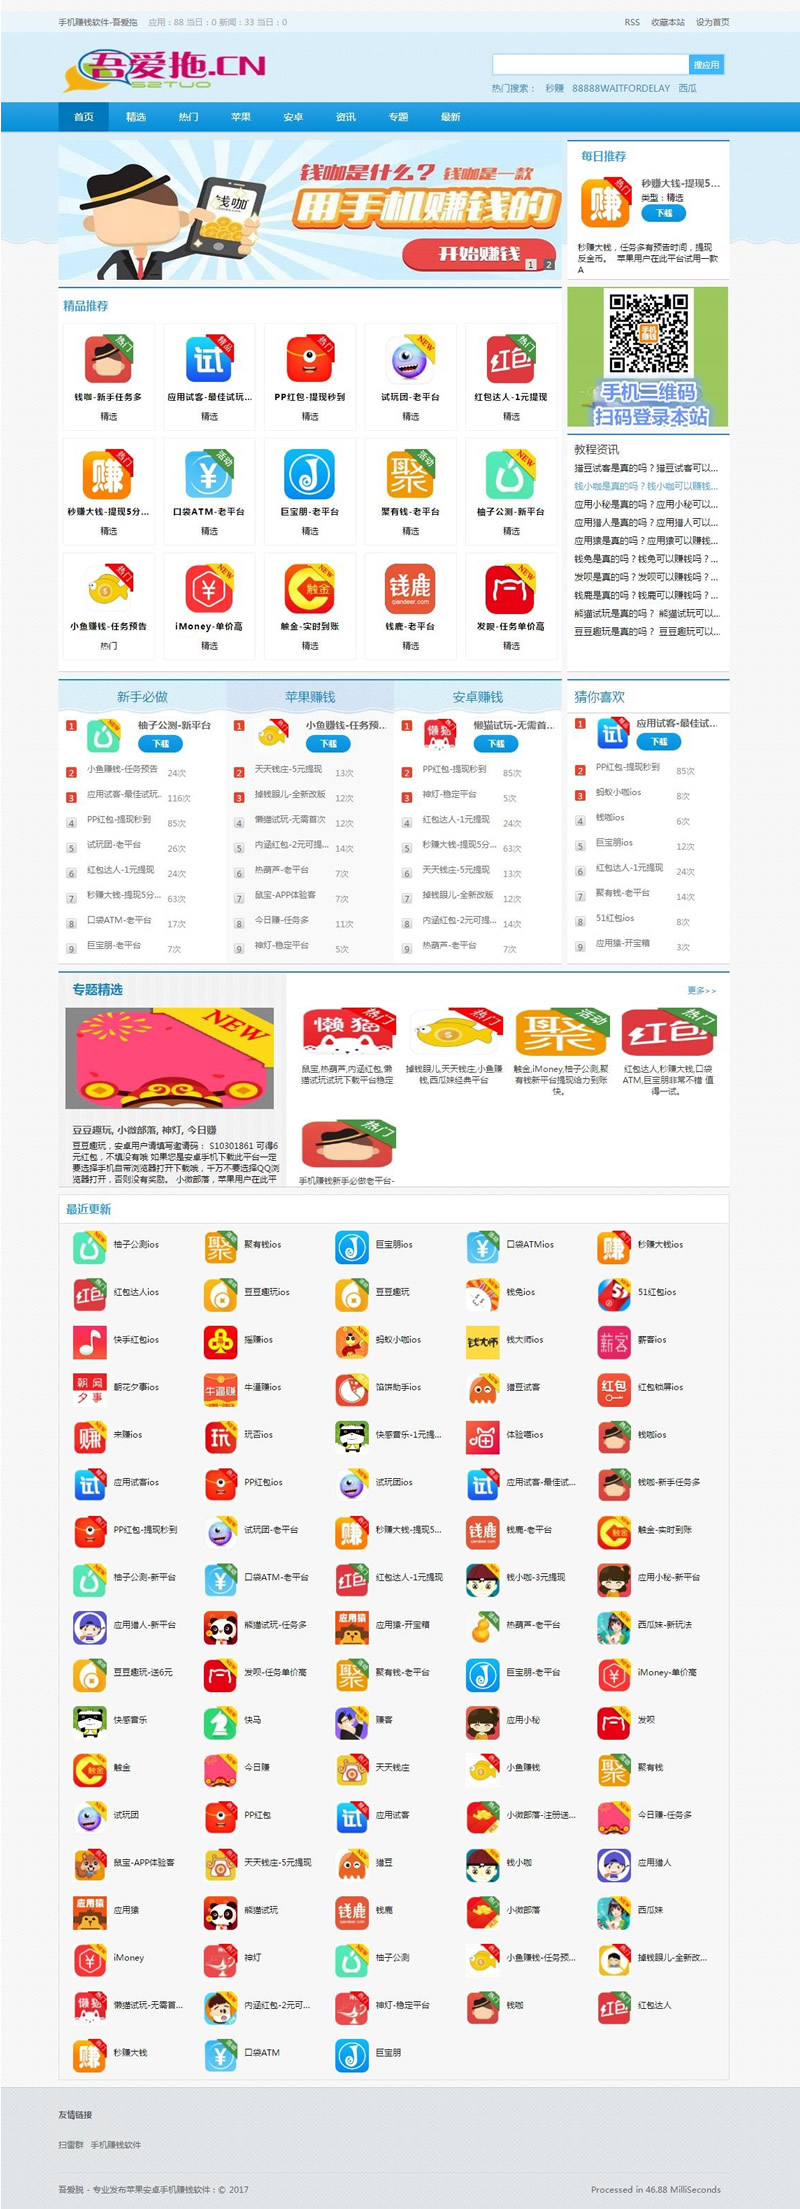 手机赚钱软件-吾爱拖 应用：88 当日：0 新闻：33 当日：0
RSS 收藏本站 设为首页
吾爱拖.CN
52TUO
搜应用
热门搜索： 秒赚 88888WAITFORDELAY 西瓜
首页 精选 热门 苹果 安卓 资讯 专题 最新
钱咖是什么？ 钱咖是一款
用手机赚钱的
开始赚钱
1 2
钱咖
每日推荐
秒赚大钱-提现5...
类型：精选
下载
秒赚大钱，任务多有预告时间，提现
反金币。 苹果用户在此平台试用一款
A
精品推荐
钱咖-新手任务多 应用试客-最佳试玩... PP红包-提现秒到 试玩团-老平台 红包达人-1元提现
精选 精选 精选 精选 精选
秒赚大钱-提现5分... 口袋ATM-老平台 巨宝朋-老平台 聚有钱-老平台 柚子公测-新平台
精选 精选 精选 精选 精选
小鱼赚钱-任务预告 iMoney-单价高 触金-实时到账 钱鹿-老平台 发呗-任务单价高
热门 精选 精选 精选 精选
手机二维码
扫码登录本站
教程资讯
猎豆试客是真的吗？猎豆试客可以...
钱小咖是真的吗？钱小咖可以赚钱...
应用小秘是真的吗？应用小秘可以...
应用猎人是真的吗？应用猎人可以...
应用猿是真的吗？应用猿可以赚钱...
钱兔是真的吗？钱兔可以赚钱吗？...
发呗是真的吗？发呗可以赚钱吗？...
钱鹿是真的吗？钱鹿可以赚钱吗？...
熊猫试玩是真的吗？ 熊猫试玩可以...
豆豆趣玩是真的吗？ 豆豆趣玩可以...
新手必做
1 柚子公测-新平台
下载
2 小鱼赚钱-任务预告 24次
3 应用试客-最佳试玩.. 116次
4 PP红包-提现秒到 85次
5 试玩团-老平台 26次
6 红包达人-1元提现 24次
7 秒赚大钱-提现5分... 63次
8 口袋ATM-老平台 17次
9 巨宝朋-老平台 7次
苹果赚钱
1 小鱼赚钱-任务预...
下载
2 天天钱庄-5元提现 13次
3 掉钱眼儿-全新改版 12次
4 懒猫试玩-无需首次 12次
5 内涵红包-2元可提... 14次
6 热葫芦-老平台 7次
7 鼠宝-APP体验客 7次
8 今日赚-任务多 11次
9 神灯-稳定平台 5次
安卓赚钱
1 懒猫试玩-无需首...
下载
2 PP红包-提现秒到 85次
3 神灯-稳定平台 5次
4 红包达人-1元提现 24次
5 秒赚大钱-提现5分... 63次
6 天天钱庄-5元提现 13次
7 掉钱眼儿-全新改版 12次
8 内涵红包-2元可提... 14次
9 热葫芦-老平台 7次
猜你喜欢
1 应用试客-最佳试...
下载
2 PP红包-提现秒到 85次
3 蚂蚁小咖ios 8次
4 钱咖ios 6次
5 巨宝朋ios 12次
6 红包达人-1元提现 24次
7 聚有钱-老平台 14次
8 51红包ios 8次
9 应用猿-开宝箱 3次
专题精选
更多>>
豆豆趣玩, 小微部落, 神灯, 今日赚
豆豆趣玩，安卓用户请填写邀请码： S10301861 可得6
元红包，不填没有哦 如果您是安卓手机下载此平台一定
要选择手机自带浏览器打开下载哦，千万不要选择QQ浏
览器打开，否则没有奖励。 小微部落，苹果用户在此平
鼠宝,热葫芦,内涵红包,懒
猫试玩试玩下载平台稳定
掉钱眼儿,天天钱庄,小鱼赚
钱,西瓜妹经典平台
触金,iMoney,柚子公测,聚
有钱新平台提现给力到账
快。
红包达人,秒赚大钱,口袋
ATM,巨宝朋非常不错 值
得一试。
手机赚钱新手必做老平台-
最近更新
柚子公测ios 聚有钱ios 巨宝朋ios 口袋ATMios 秒赚大钱ios
红包达人ios 豆豆趣玩ios 豆豆趣玩 钱兔ios 51红包ios
快手红包ios 摇赚ios 蚂蚁小咖ios 钱大师ios 薪客ios
朝花夕事ios 牛逼赚ios 馅饼助手ios 猎豆试客 红包锁屏ios
来赚ios 玩否ios 快感音乐-1元提... 体验喵ios 钱咖ios
应用试客ios PP红包ios 试玩团ios 应用试客-最佳试... 钱咖-新手任务多
PP红包-提现秒到 试玩团-老平台 秒赚大钱-提现5... 钱鹿-老平台 触金-实时到账
柚子公测-新平台 口袋ATM-老平台 红包达人-1元提现 钱小咖-3元提现 应用小秘-新平台
应用猎人-新平台 熊猫试玩-任务多 应用猿-开宝箱 热葫芦-老平台 西瓜妹-新玩法
豆豆趣玩-送6元 发呗-任务单价高 聚有钱-老平台 巨宝朋-老平台 iMoney-单价高
快感音乐 快马 赚客 应用小秘 发呗
触金 今日赚 天天钱庄 小鱼赚钱 聚有钱
试玩团 PP红包 应用试客 小微部落-注册送... 今日赚-任务多
鼠宝-APP体验客 天天钱庄-5元提现 猎豆 钱小咖 应用猎人
应用猿 熊猫试玩 钱鹿 小微部落 西瓜妹
iMoney 神灯 柚子公测 小鱼赚钱-任务预... 掉钱眼儿-全新改...
懒猫试玩-无需首... 内涵红包-2元可... 神灯-稳定平台 钱咖 红包达人
秒赚大钱 口袋ATM 巨宝朋
友情链接
扫雷群 手机赚钱软件
吾爱脱 - 专业发布苹果安卓手机赚钱软件 : © 2017
Processed in 46.88 MilliSeconds